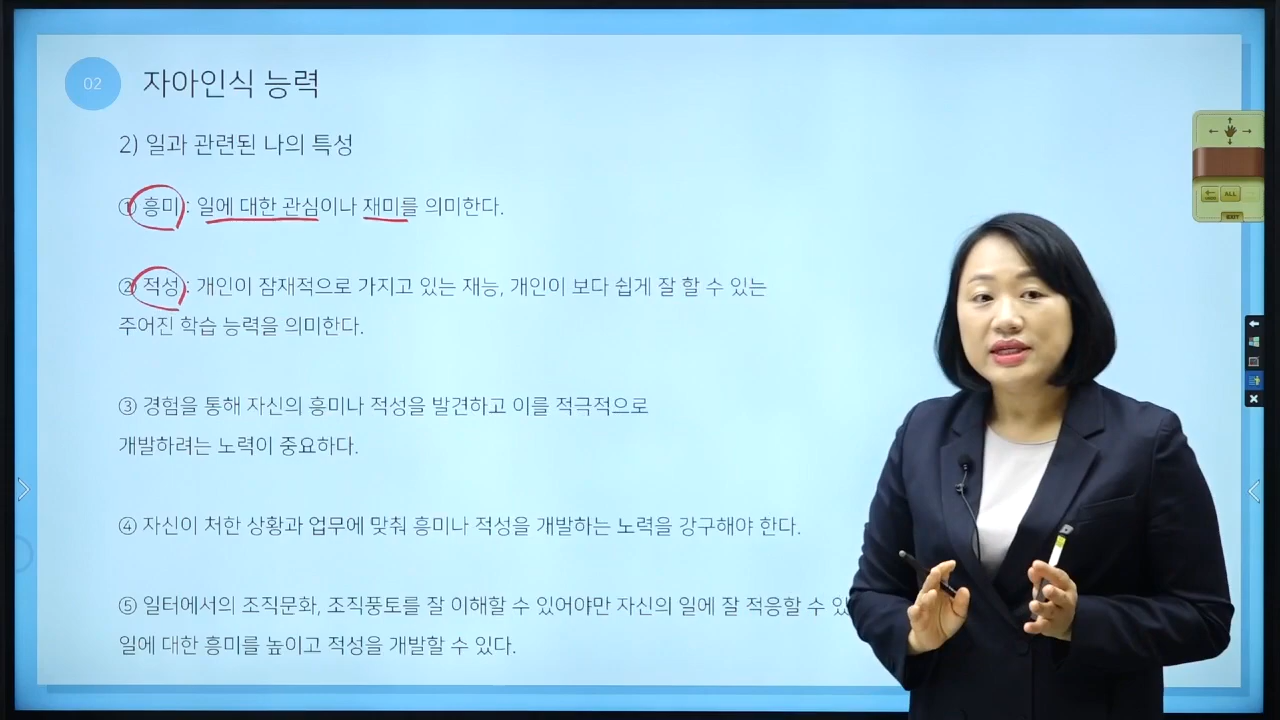 02
자아인식 능력
2) 일과 관련된 나의 특성
① 흥미 : 일에 대한 관심이나 재미를 의미한다.
② 적성 : 개인이 잠재적으로 가지고 있는 재능, 개인이 보다 쉽게 잘 할 수 있는
주어진 학습 능력을 의미한다.
③ 경험을 통해 자신의 흥미나 적성을 발견하고 이를 적극적으로
개발하려는 노력이 중요하다.
④ 자신이 처한 상황과 업무에 맞춰 흥미나 적성을 개발하는 노력을 강구해야 한다.
⑤ 일터에서의 조직문화, 조직풍토를 잘 이해할 수 있어야만 자신의 일에 잘 적응할 수 있
일에 대한 흥미를 높이고 적성을 개발할 수 있다.
ALL
EXIT